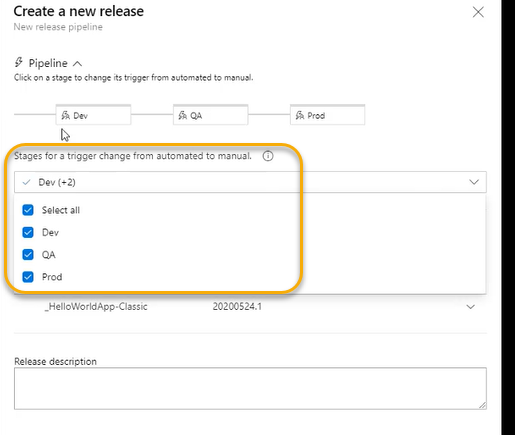 Create a new release
New release pipeline
Pipeline
Click on a stage to change its trigger from automated to manual.
Dev QA Prod
Stages for a trigger change from automated to manual.
Dev (+2)
Select all
Dev
QA
Prod
_HelloWorldApp-Classic 20200524.1
Release description